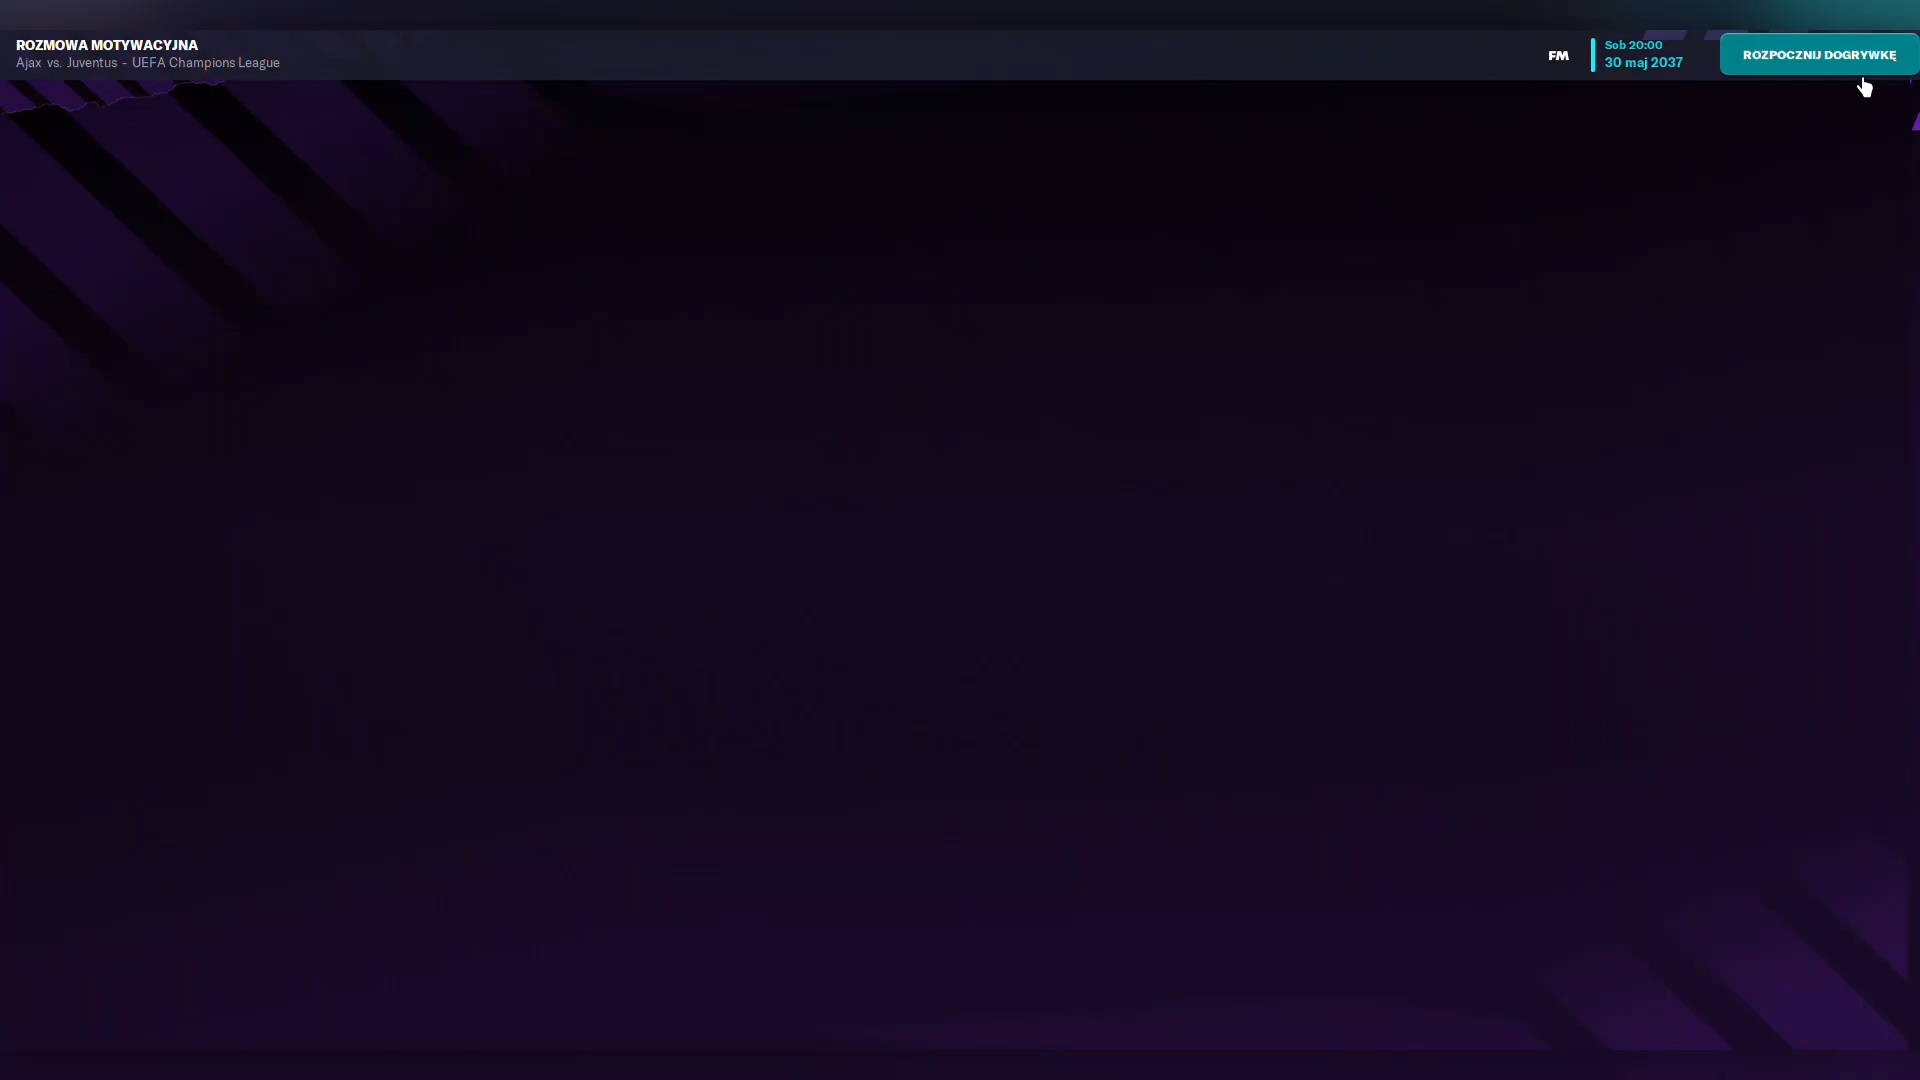 ROZMOWA MOTYWACYJNA
Ajax vs. Juventus - UEFA Champions League
FM
Sob 20:00
30 maj 2037
ROZPOCZNIJ DOGRYWKĘ